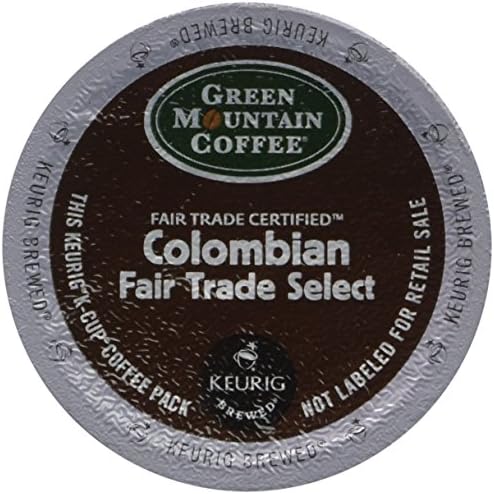 KEURIG BREWED®
KEURIG BREWED®
KEURIG BREWED®
KEURIG BREWED®
GREEN
MOUNTAIN
COFFEE®
FAIR TRADE CERTIFIED™
Colombian
Fair Trade Select
THIS KEURIG® K-CUP® COFFEE PACK
NOT LABELED FOR RETAIL SALE
KEURIG
BREWED®